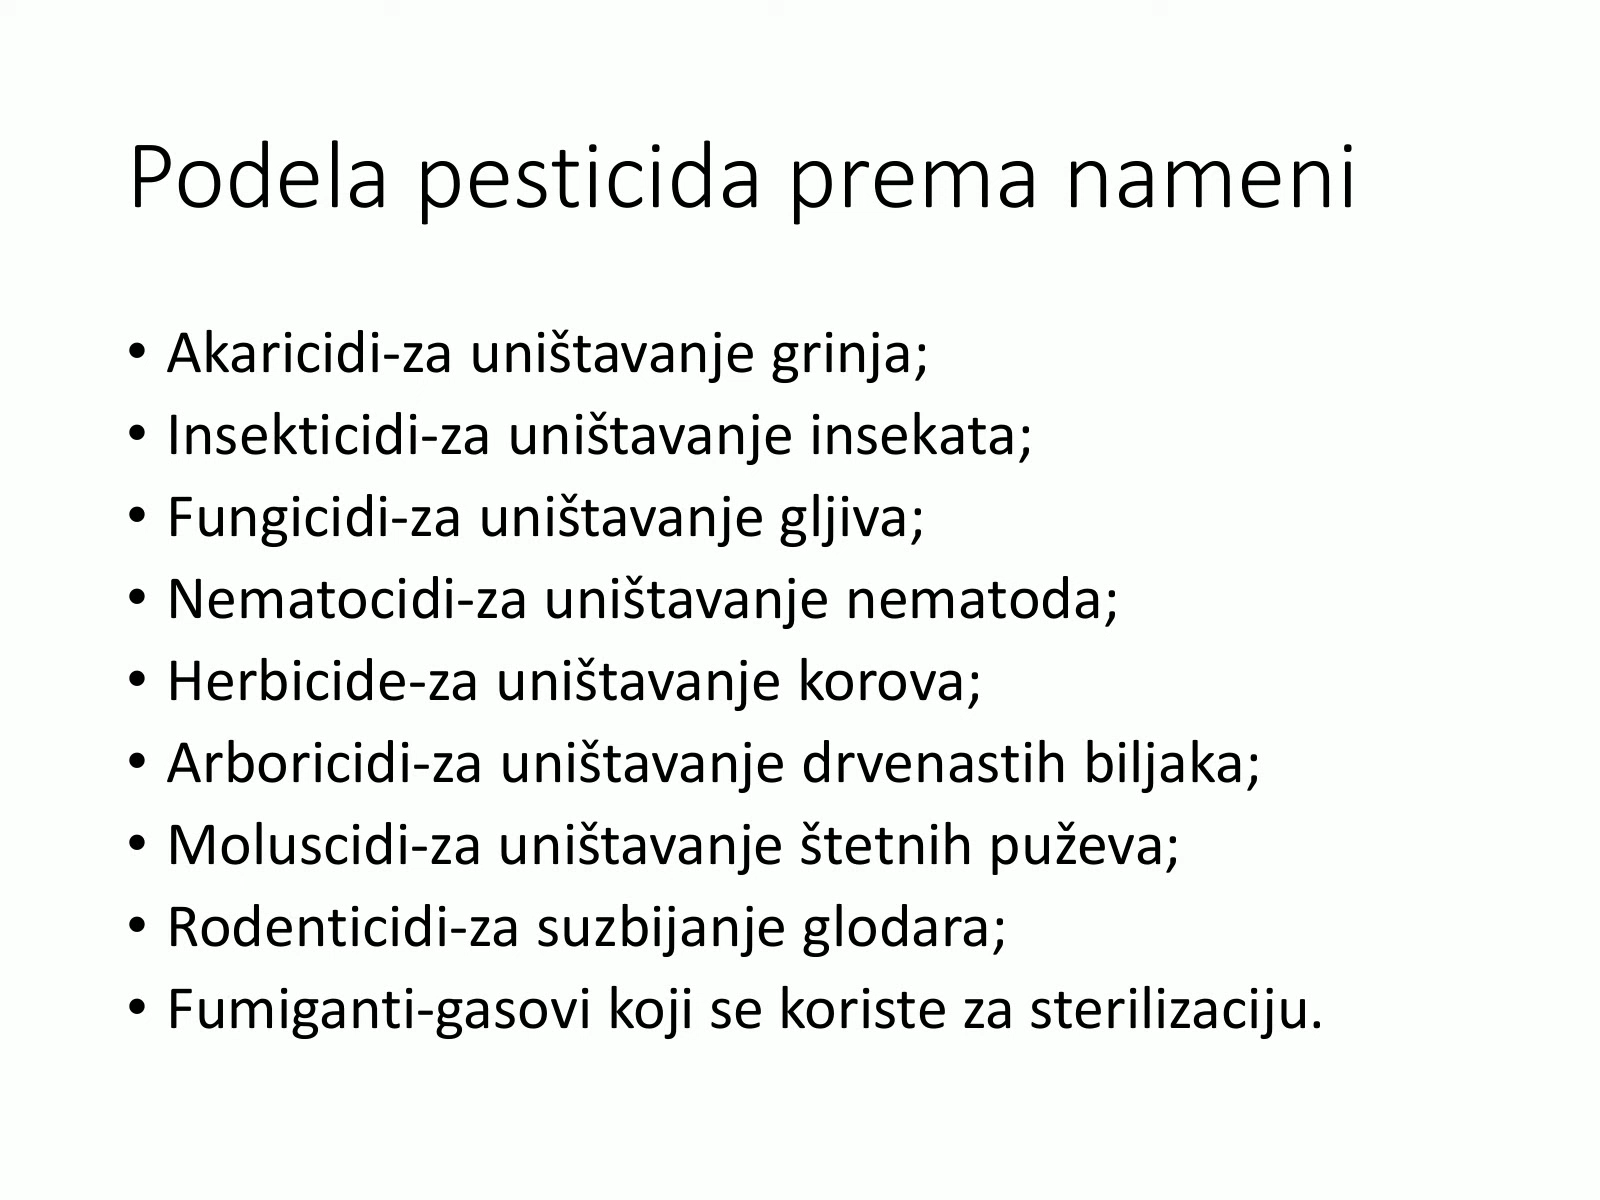 Podela pesticida prema nameni
• Akaricidi-za uništavanje grinja;
• Insekticidi-za uništavanje insekata;
• Fungicidi-za uništavanje gljiva;
• Nematocidi-za uništavanje nematoda;
• Herbicide-za uništavanje korova;
• Arboricidi-za uništavanje drvenastih biljaka;
• Moluscidi-za uništavanje štetnih puževa;
• Rodenticidi-za suzbijanje glodara;
• Fumiganti-gasovi koji se koriste za sterilizaciju.